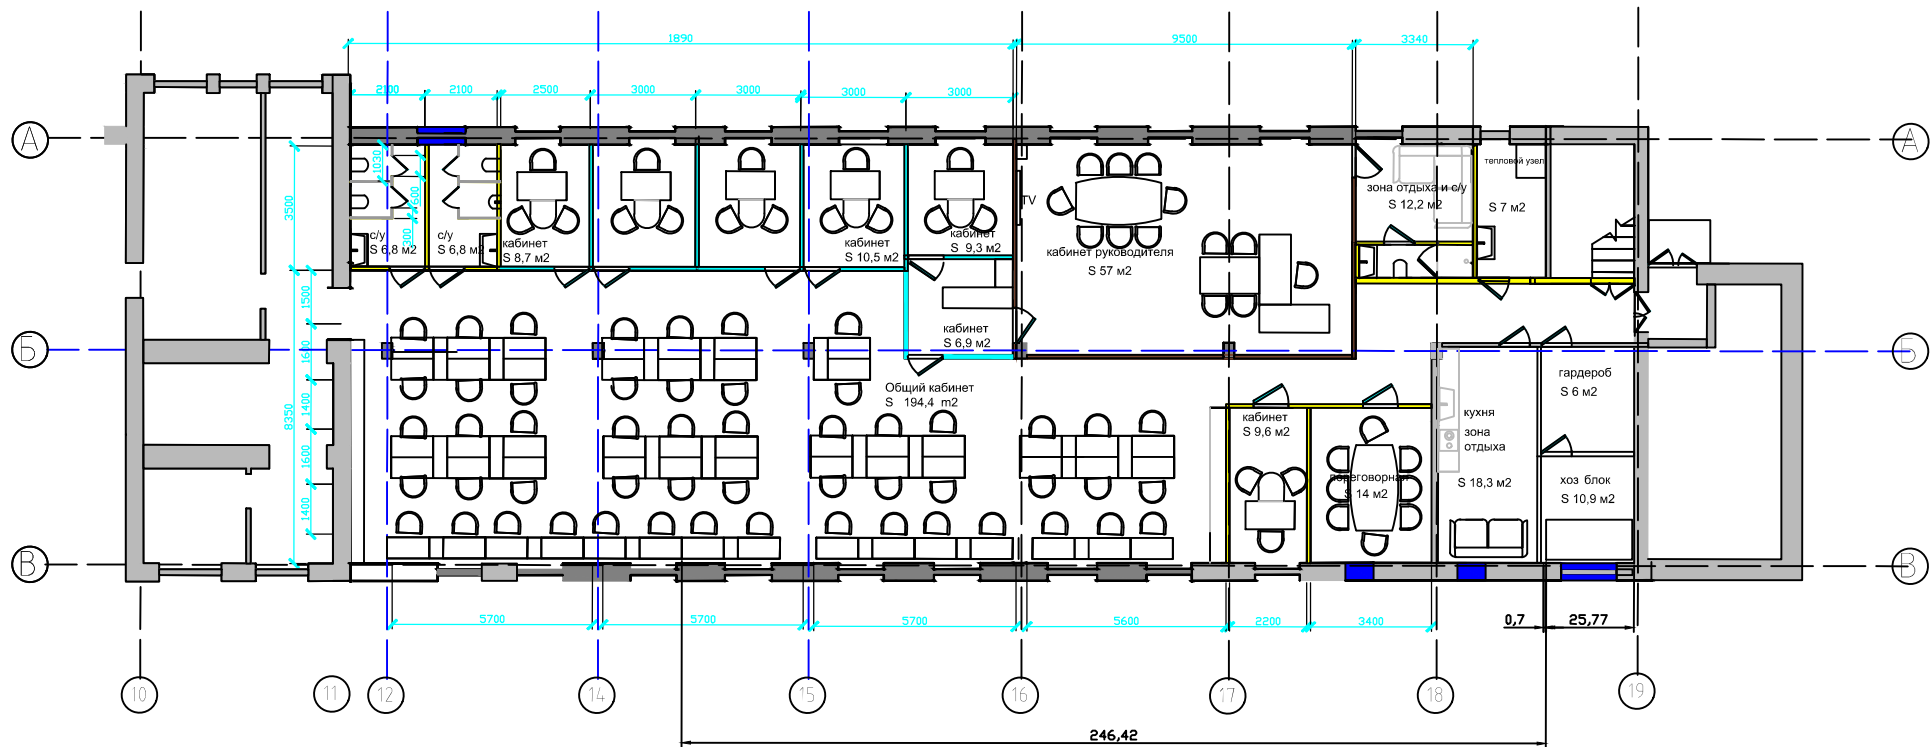 1890
9500
3340
2100
2100
2500
3000
3000
3000
3000
А
А
1030
600
300
3500
тепловой узел
зона отдыха и с/у
S 12,2 м2
S 7 м2
TV
с/у
S 6,8 м2
с/у
S 6,8 м2
кабинет
S 8,7 м2
кабинет
S 10,5 м2
кабинет
S 9,3 м2
кабинет руководителя
S 57 м2
1500
кабинет
S 6,9 м2
Б
Б
1600
1400
8350
1600
1400
Общий кабинет
S 194,4 m2
гардероб
S 6 м2
кабинет
S 9,6 м2
кухня
зона
отдыха
S 18,3 м2
переговорная
S 14 м2
хоз блок
S 10,9 м2
В
В
5700
5700
5700
5600
2200
3400
0,7
25,77
10
11
12
14
15
16
17
18
19
246,42